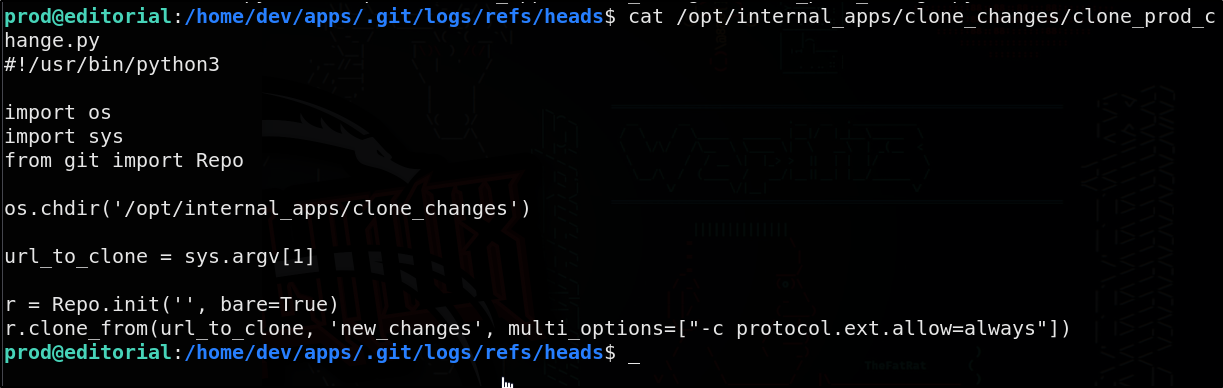 prod@editorial:/home/dev/apps/.git/logs/refs/heads$ cat /opt/internal_apps/clone_changes/clone_prod_c
hange.py
#!/usr/bin/python3
import os
import sys
from git import Repo
os.chdir('/opt/internal_apps/clone_changes')
url_to_clone = sys.argv[1]
r = Repo.init('', bare=True)
r.clone_from(url_to_clone, 'new_changes', multi_options=["-c protocol.ext.allow=always"])
prod@editorial:/home/dev/apps/.git/logs/refs/heads$ _